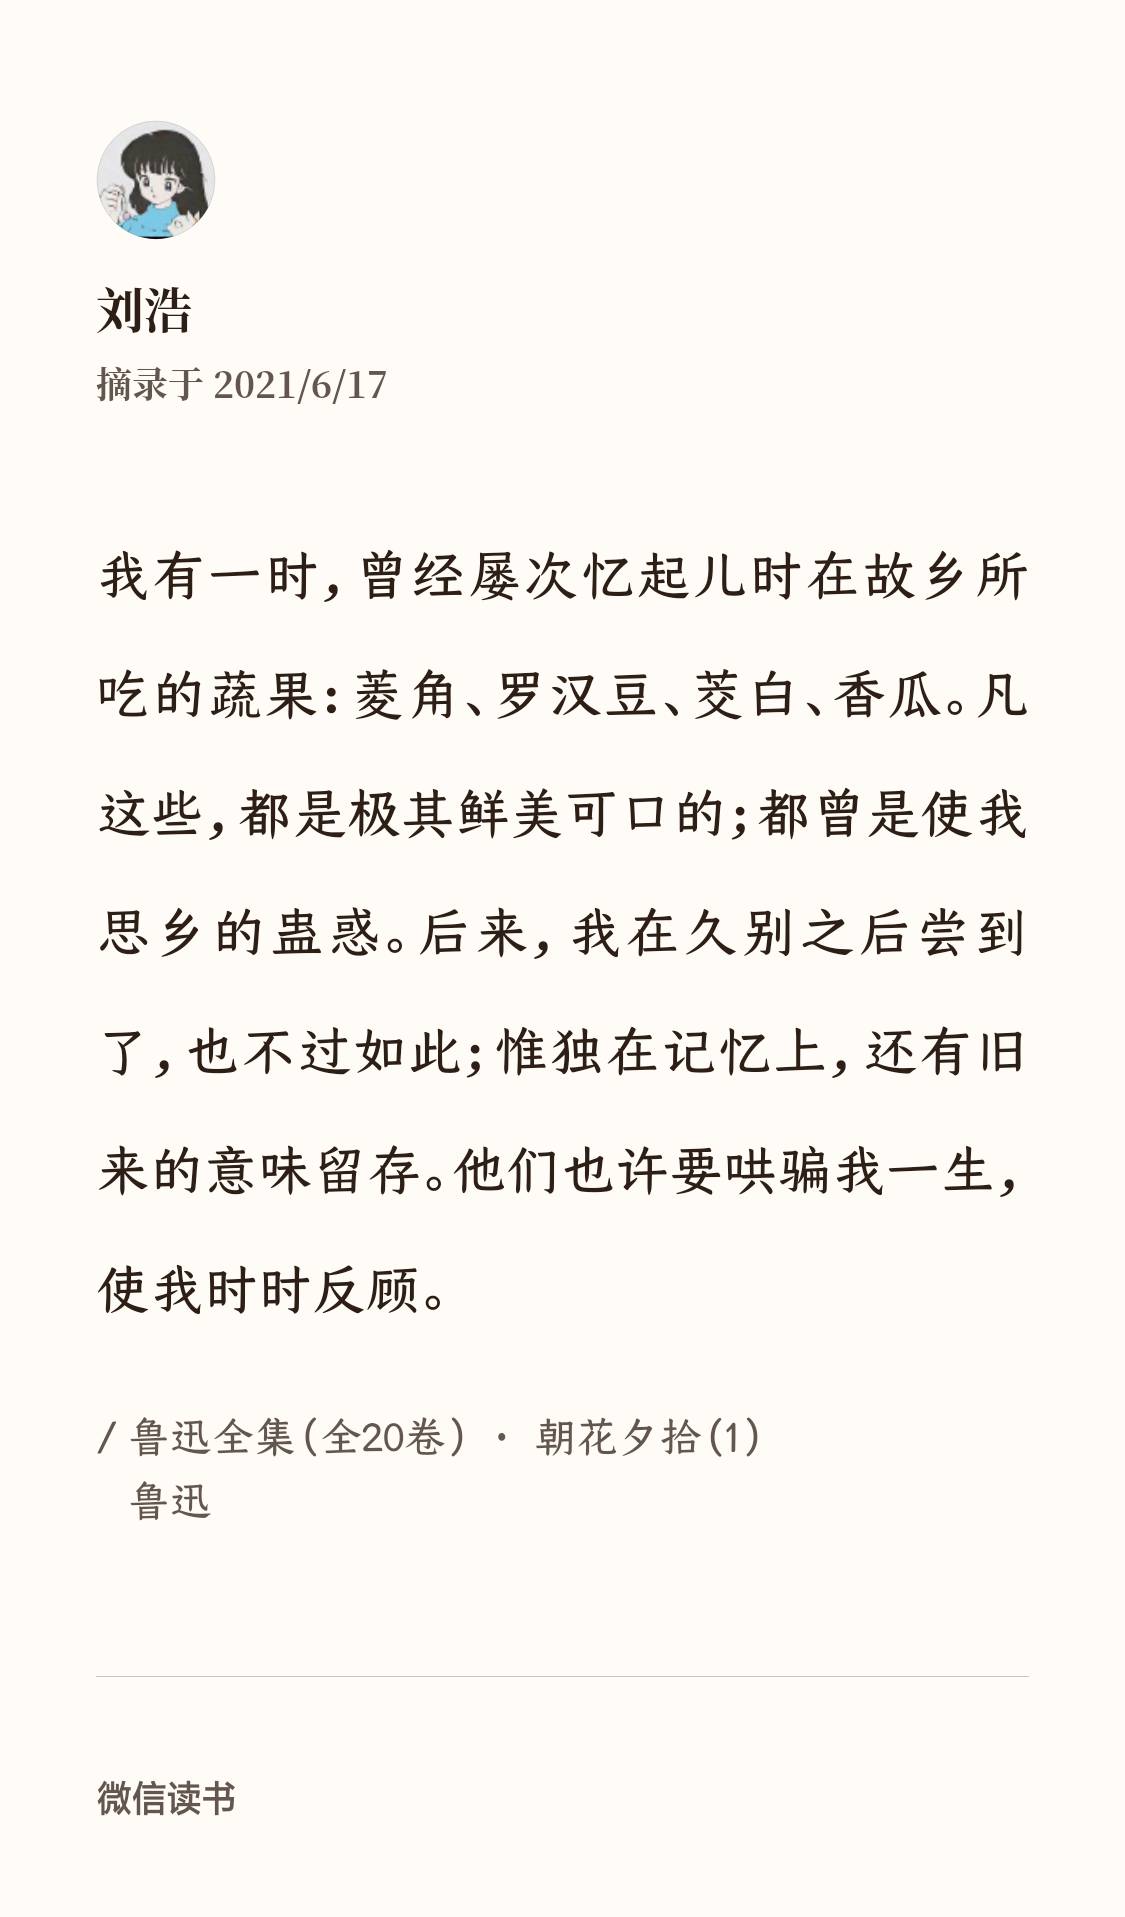 刘浩
摘录于 2021/6/17
我有一时，曾经屡次忆起儿时在故乡所
吃的蔬果：菱角、罗汉豆、茭白、香瓜。凡
这些，都是极其鲜美可口的；都曾是使我
思乡的蛊惑。后来，我在久别之后尝到
了，也不过如此；惟独在记忆上，还有旧
来的意味留存。他们也许要哄骗我一生，
使我时时反顾。
/ 鲁迅全集（全20卷） · 朝花夕拾（1）
鲁迅
微信读书